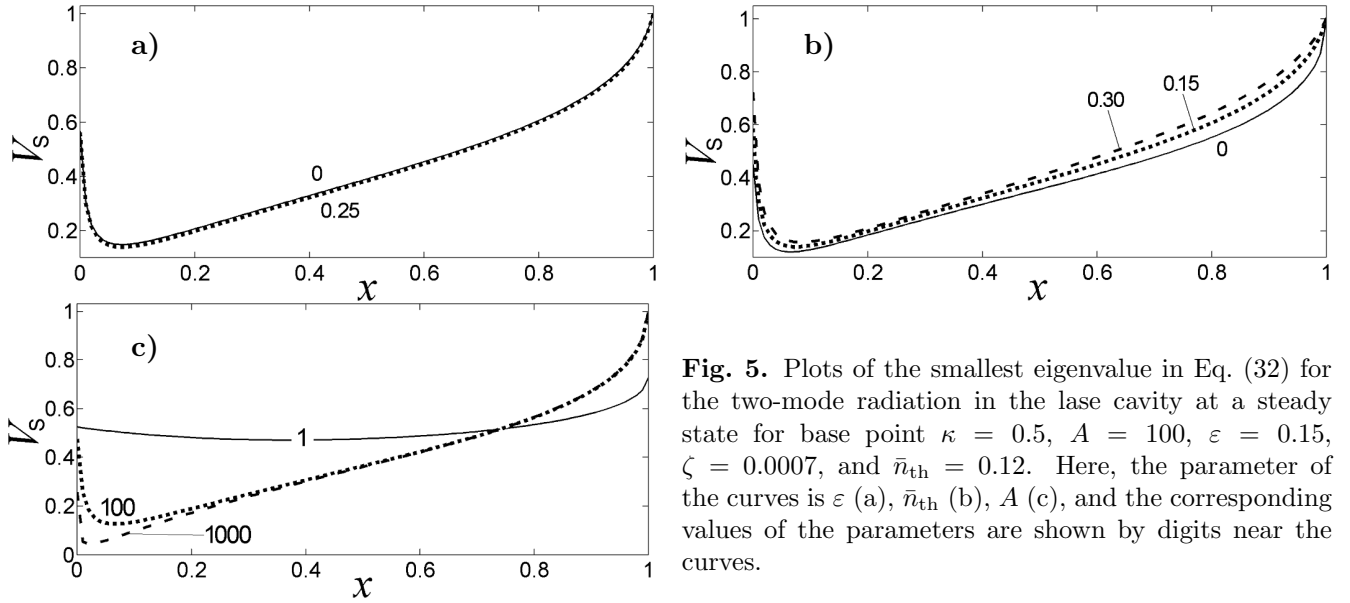 a)
1
0.8
0.6
0.4
0.2
V_s
0
0.25
0 0.2 0.4 0.6 0.8 1
x
b)
1
0.8
0.6
0.4
0.2
V_s
0.30
0.15
0
0 0.2 0.4 0.6 0.8 1
x
c)
1
0.8
0.6
0.4
0.2
0
V_s
1
100
1000
0 0.2 0.4 0.6 0.8 1
x
Fig. 5. Plots of the smallest eigenvalue in Eq. (32) for
the two-mode radiation in the lase cavity at a steady
state for base point κ = 0.5, A = 100, ε = 0.15,
ζ = 0.0007, and n̄th = 0.12. Here, the parameter of
the curves is ε (a), n̄th (b), A (c), and the corresponding
values of the parameters are shown by digits near the
curves.